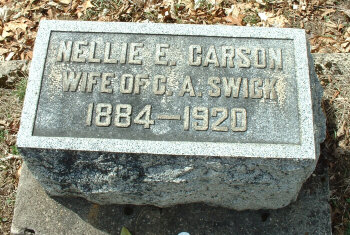 NELLIE E. CARSON
WIFE OF C. A. SWICK
1884—1920